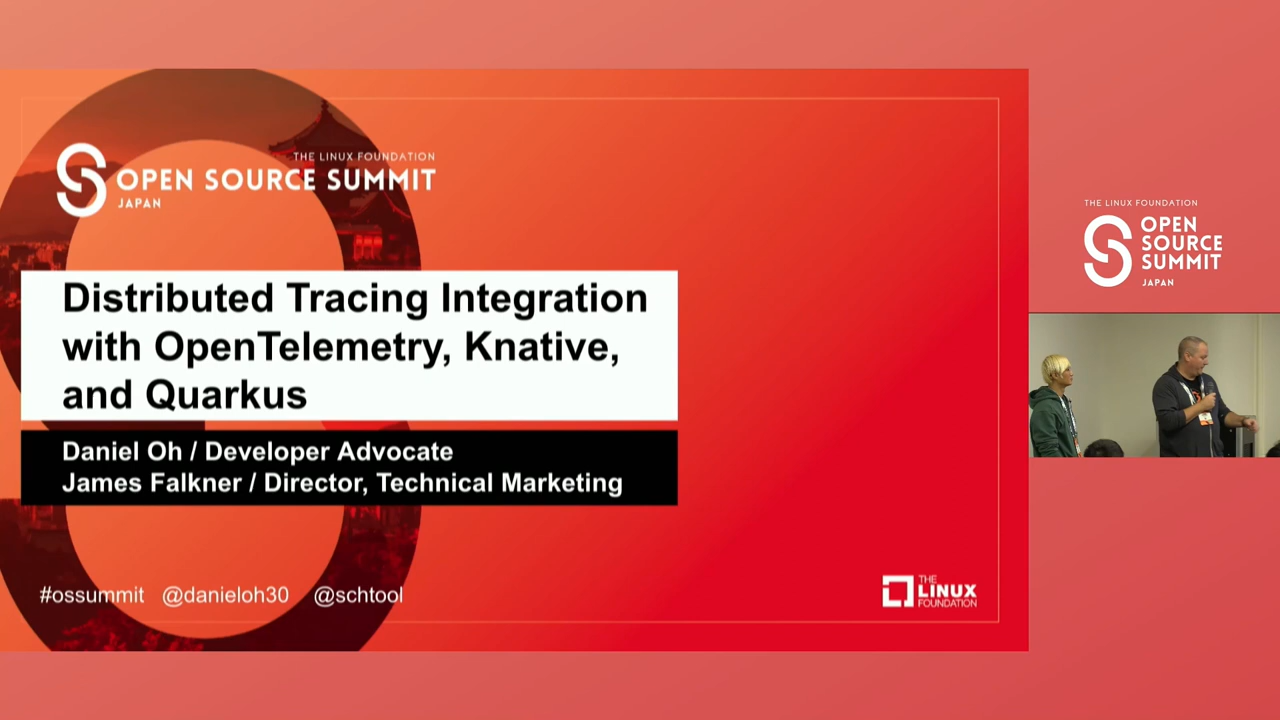 THE LINUX FOUNDATION
OPEN SOURCE SUMMIT
JAPAN
Distributed Tracing Integration
with OpenTelemetry, Knative,
and Quarkus
Daniel Oh / Developer Advocate
James Falkner / Director, Technical Marketing
#ossummit @danieloh30 @schtool
THE
LINUX
FOUNDATION
THE LINUX FOUNDATION
OPEN
SOURCE
SUMMIT
JAPAN